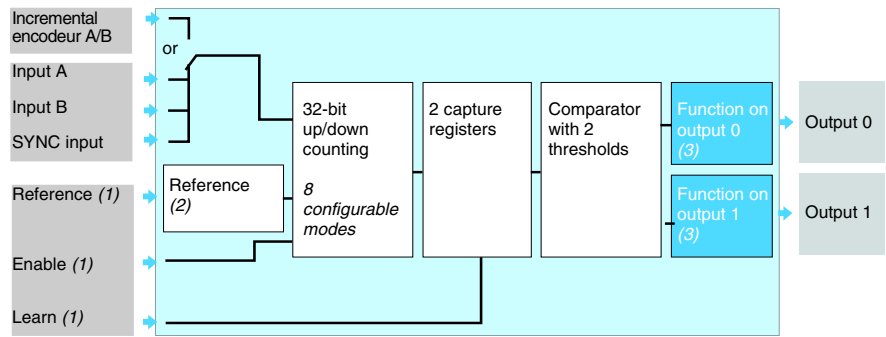 Incremental
encodeur A/B
or
Input A
Input B
SYNC input
Reference (1)
Enable (1)
Learn (1)
Reference
(2)
32-bit
up/down
counting
8
configurable
modes
2 capture
registers
Comparator
with 2
thresholds
Function on
output 0
(3)
Function on
output 1
(3)
Output 0
Output 1